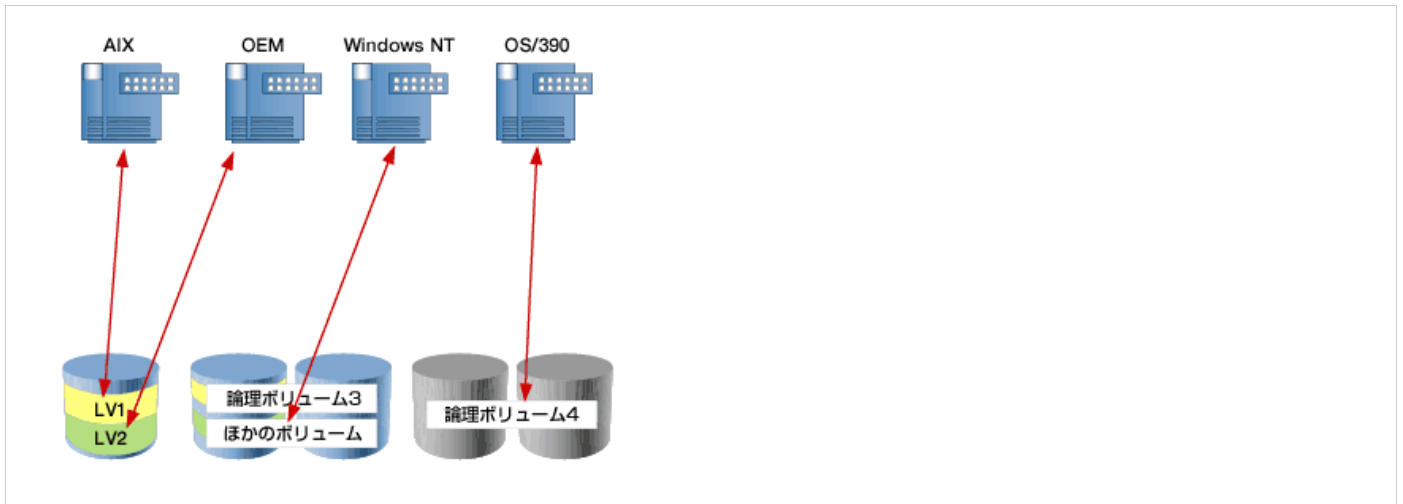 AIX
OEM
Windows NT
OS/390
LV1
LV2
論理ボリューム3
ほかのボリューム
論理ボリューム4